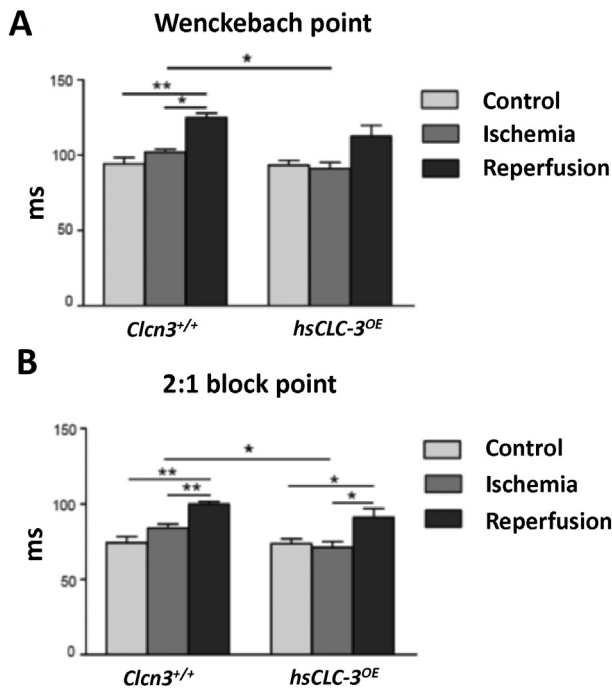 A
Wenckebach point
150
100
50
0
ms
**
*
*
Control
Ischemia
Reperfusion
Clcn3+/+
hsCLC-3OE
B
2:1 block point
150
100
50
0
ms
**
**
*
*
*
Control
Ischemia
Reperfusion
Clcn3+/+
hsCLC-3OE